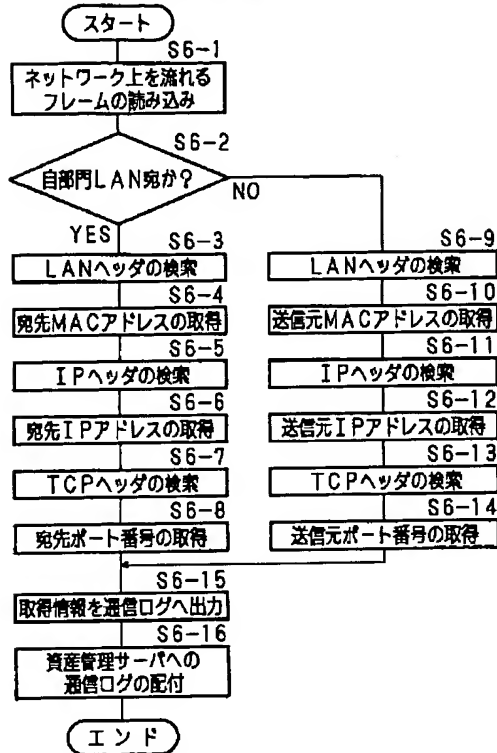 スタート
S6-1
ネットワーク上を流れる
フレームの読み込み
S6-2
自部門LAN宛か?
NO
YES
S6-3
LANヘッダの検索
S6-4
宛先MACアドレスの取得
S6-5
IPヘッダの検索
S6-6
宛先IPアドレスの取得
S6-7
TCPヘッダの検索
S6-8
宛先ポート番号の取得
S6-9
LANヘッダの検索
S6-10
送信元MACアドレスの取得
S6-11
IPヘッダの検索
S6-12
送信元IPアドレスの取得
S6-13
TCPヘッダの検索
S6-14
送信元ポート番号の取得
S6-15
取得情報を通信ログへ出力
S6-16
資産管理サーバへの
通信ログの配付
エンド